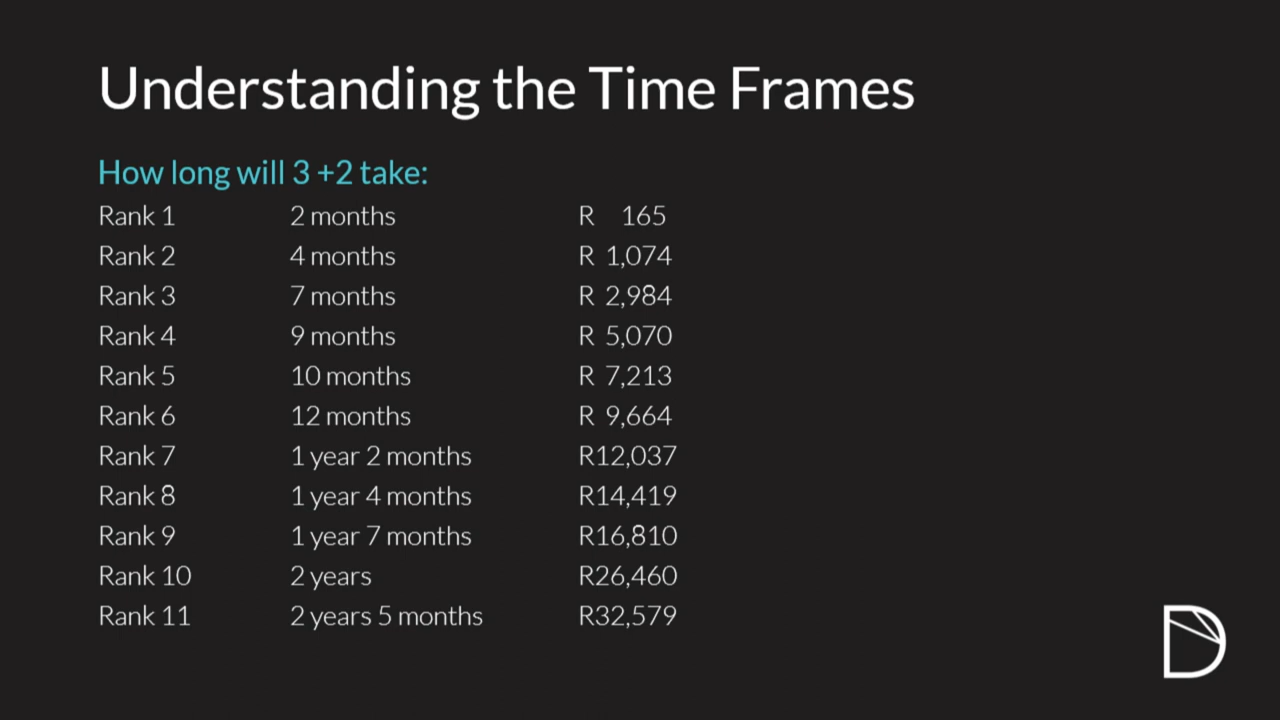 Understanding the Time Frames
How long will 3 +2 take:
Rank 1 2 months R 165
Rank 2 4 months R 1,074
Rank 3 7 months R 2,984
Rank 4 9 months R 5,070
Rank 5 10 months R 7,213
Rank 6 12 months R 9,664
Rank 7 1 year 2 months R12,037
Rank 8 1 year 4 months R14,419
Rank 9 1 year 7 months R16,810
Rank 10 2 years R26,460
Rank 11 2 years 5 months R32,579